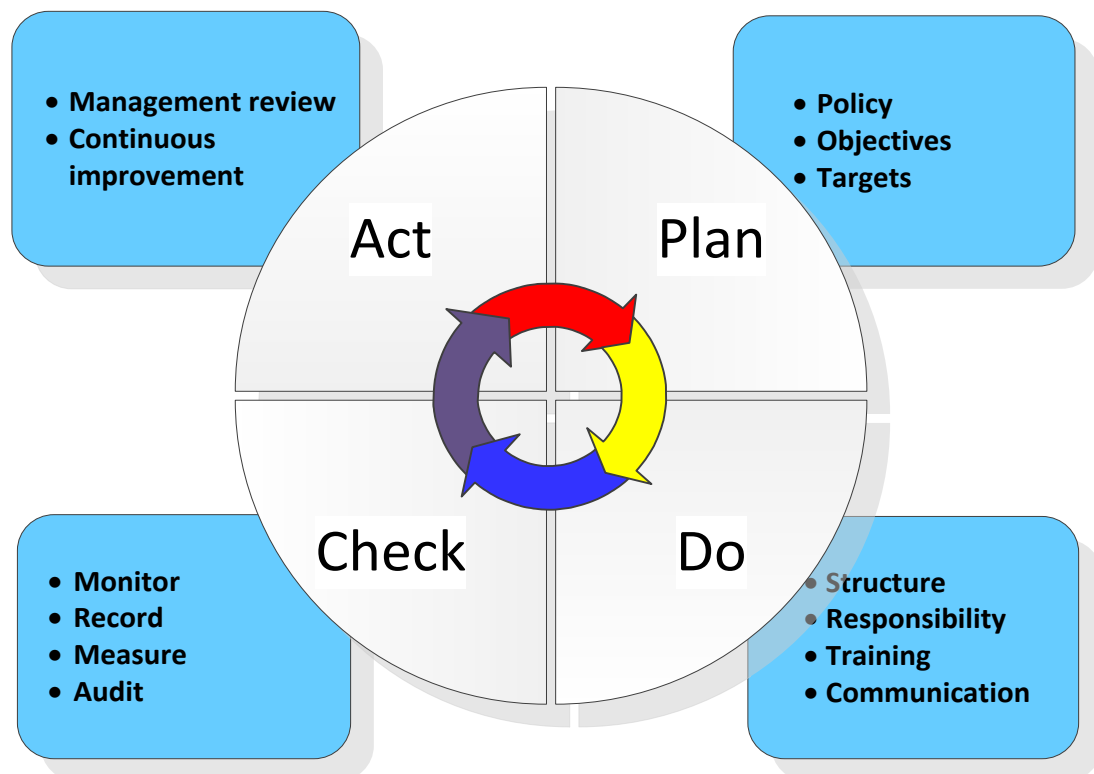 • Management review
• Continuous
improvement
• Policy
• Objectives
• Targets
Act
Plan
Check
Do
• Monitor
• Record
• Measure
• Audit
• Structure
• Responsibility
• Training
• Communication